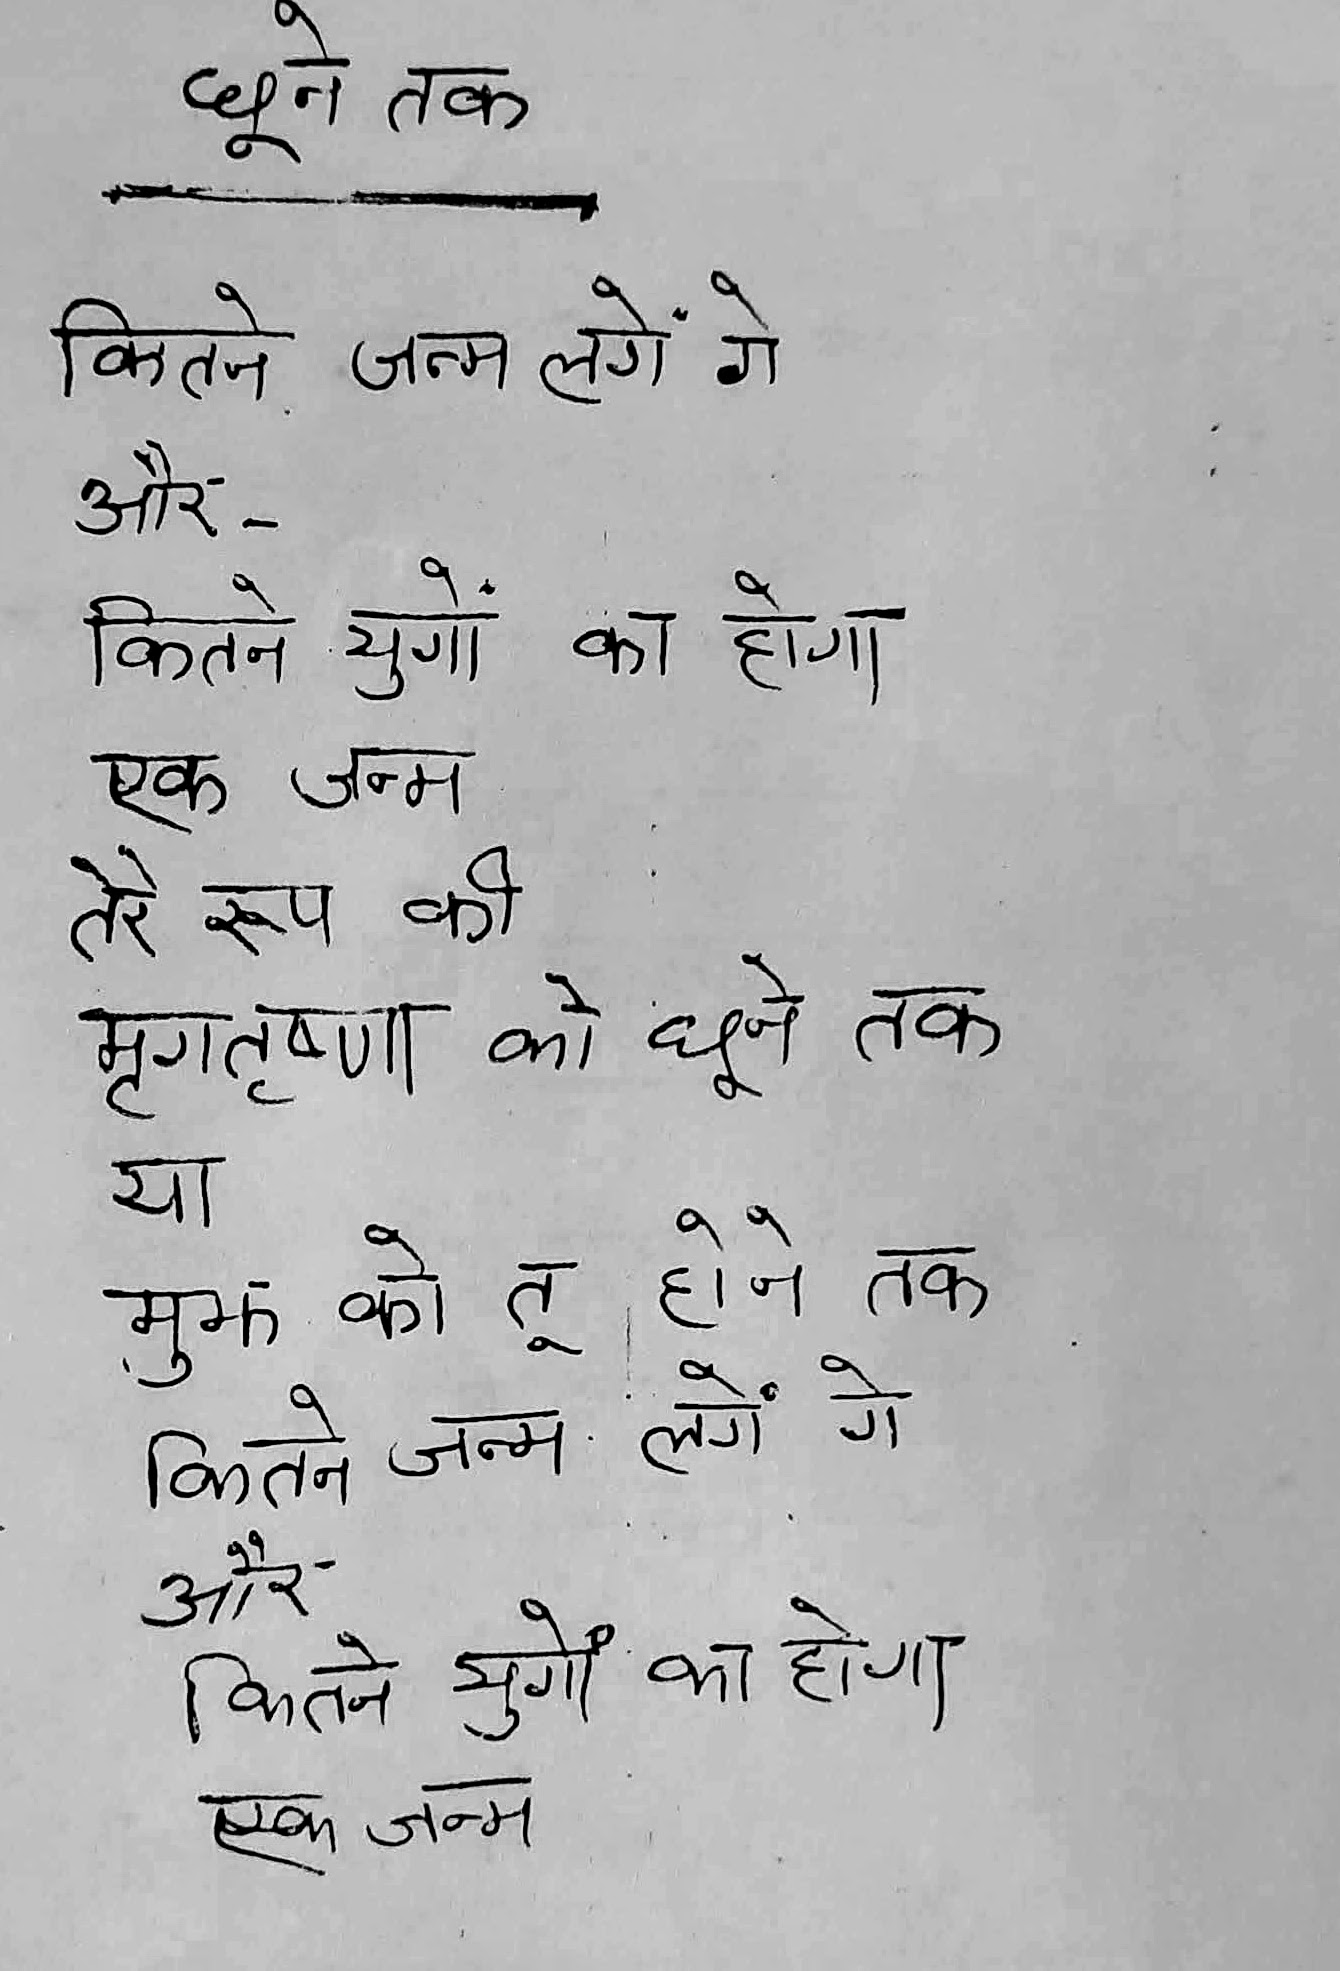 छूने तक
कितने जन्म लगें गे
और -
कितने युगों का होगा
एक जन्म
तेरे रूप की
मृगतृष्णा को छूने तक
या
मुझ को तू होने तक
कितने जन्म लगें गे
और
कितने युगों का होगा
एक जन्म